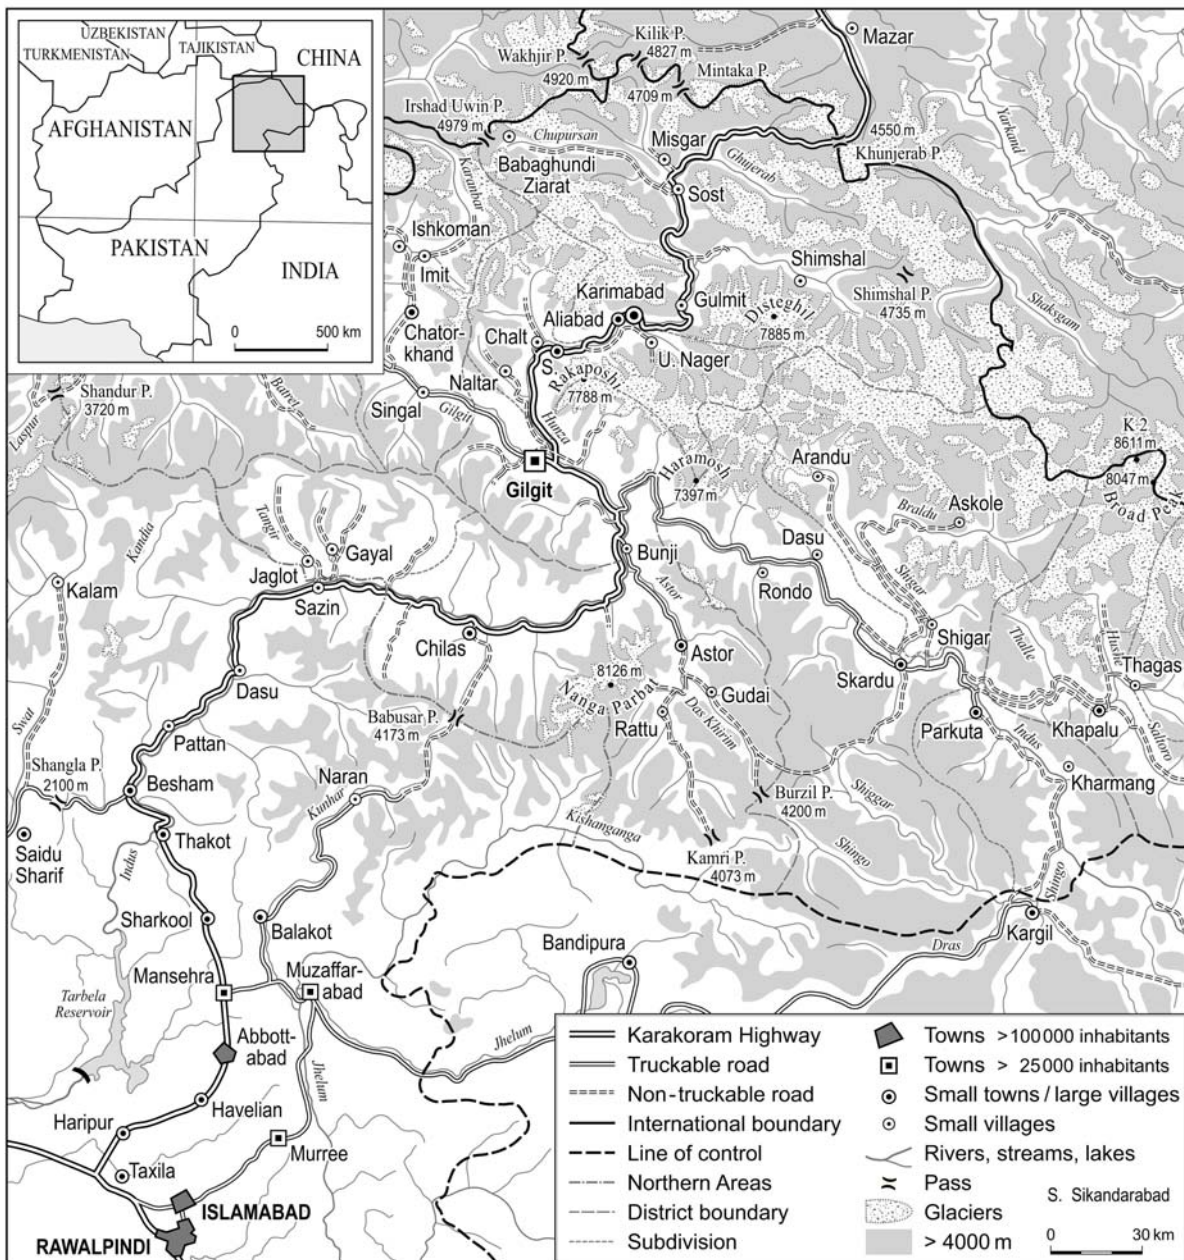 UZBEKISTAN
TURKMENISTAN
TAJIKISTAN
CHINA
AFGHANISTAN
PAKISTAN
INDIA
0 500 km
Mazar
Kilik P.
4827 m
Wakhjir P.
4920 m
Mintaka P.
4709 m
Irshad Uwin P.
4979 m
Chupursan
Misgar
4550 m
Khunjerab P.
Yarkand
Babaghundi
Ziarat
Ghujerab
Karanbar
Sost
Ishkoman
Imit
Shimshal
Shimshal P.
4735 m
Shaksgam
Karimabad
Gulmit
Disteghil
7885 m
Aliabad
Chator-
khand
Chalt
S.
U. Nager
Rakaposhi
7788 m
Naltar
Hunza
Shandur P.
3720 m
Laspur
Batret
Singal
Gilgit
K 2
8611 m
8047 m
Broad Peak
Gilgit
Haramosh
7397 m
Arandu
Askole
Braldu
Kandia
Tangir
Gayal
Jaglot
Sazin
Bunji
Dasu
Rondo
Astor
Shigar
Kalam
Chilas
Astor
Shigar
Thalle
Hushe
Thagas
Skardu
8126 m
Nanga Parbat
Gudai
Dasu
Babusar P.
4173 m
Rattu
Das Khirim
Parkuta
Indus
Khapalu
Saltoro
Swat
Pattan
Shangla P.
2100 m
Besham
Naran
Kunhar
Burzil P.
4200 m
Shiggar
Kharmang
Thakot
Saidu
Sharif
Indus
Kishanganga
Kamri P.
4073 m
Shingo
Shingo
Sharkool
Balakot
Bandipura
Dras
Kargil
Mansehra
Muzaffar-
abad
Tarbela
Reservoir
Abbott-
abad
Jhelum
Jhelum
Havelian
Haripur
Murree
Taxila
ISLAMABAD
RAWALPINDI
Karakoram Highway
Truckable road
Non-truckable road
International boundary
Line of control
Northern Areas
District boundary
Subdivision
Towns >100 000 inhabitants
Towns > 25 000 inhabitants
Small towns / large villages
Small villages
Rivers, streams, lakes
Pass
Glaciers
> 4000 m
S. Sikandarabad
0 30 km